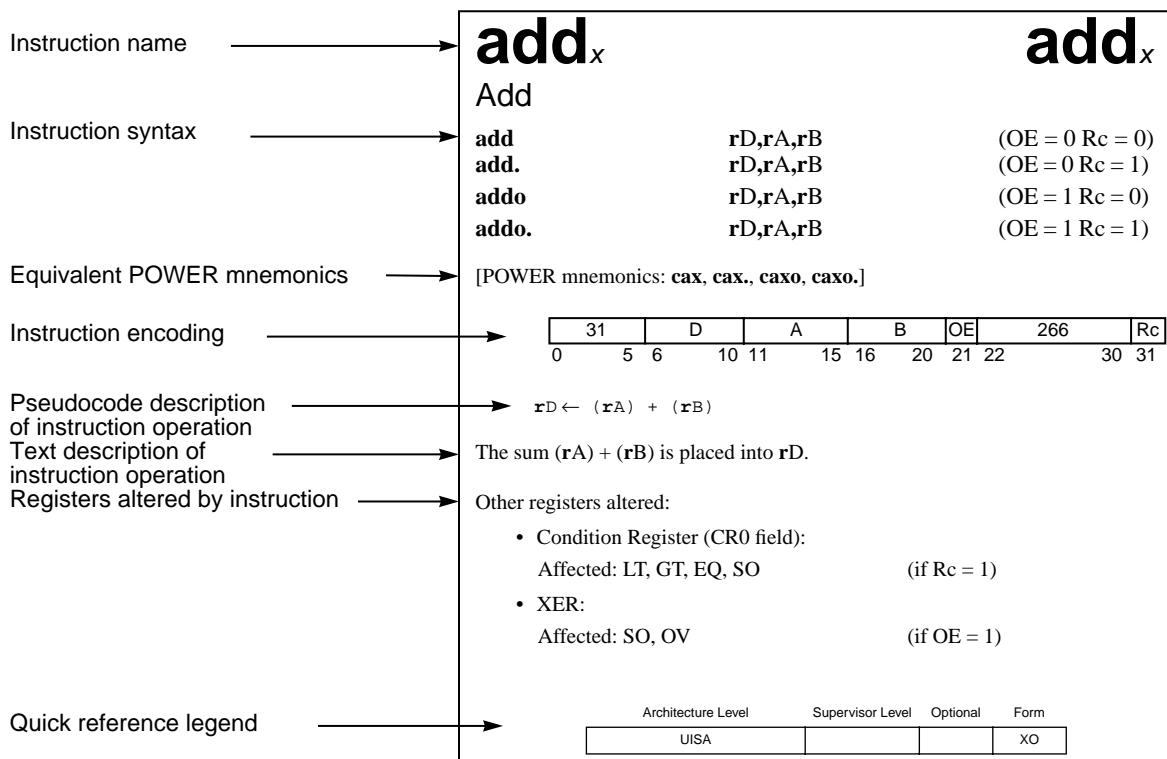 Instruction name
addx addx
Add
Instruction syntax
add rD,rA,rB (OE = 0 Rc = 0)
add. rD,rA,rB (OE = 0 Rc = 1)
addo rD,rA,rB (OE = 1 Rc = 0)
addo. rD,rA,rB (OE = 1 Rc = 1)
Equivalent POWER mnemonics
[POWER mnemonics: cax, cax., caxo, caxo.]
Instruction encoding
31 D A B OE 266 Rc
0 5 6 10 11 15 16 20 21 22 30 31
Pseudocode description
of instruction operation
rD ← (rA) + (rB)
Text description of
instruction operation
The sum (rA) + (rB) is placed into rD.
Registers altered by instruction
Other registers altered:
• Condition Register (CR0 field):
Affected: LT, GT, EQ, SO (if Rc = 1)
• XER:
Affected: SO, OV (if OE = 1)
Quick reference legend
Architecture Level Supervisor Level Optional Form
UISA XO